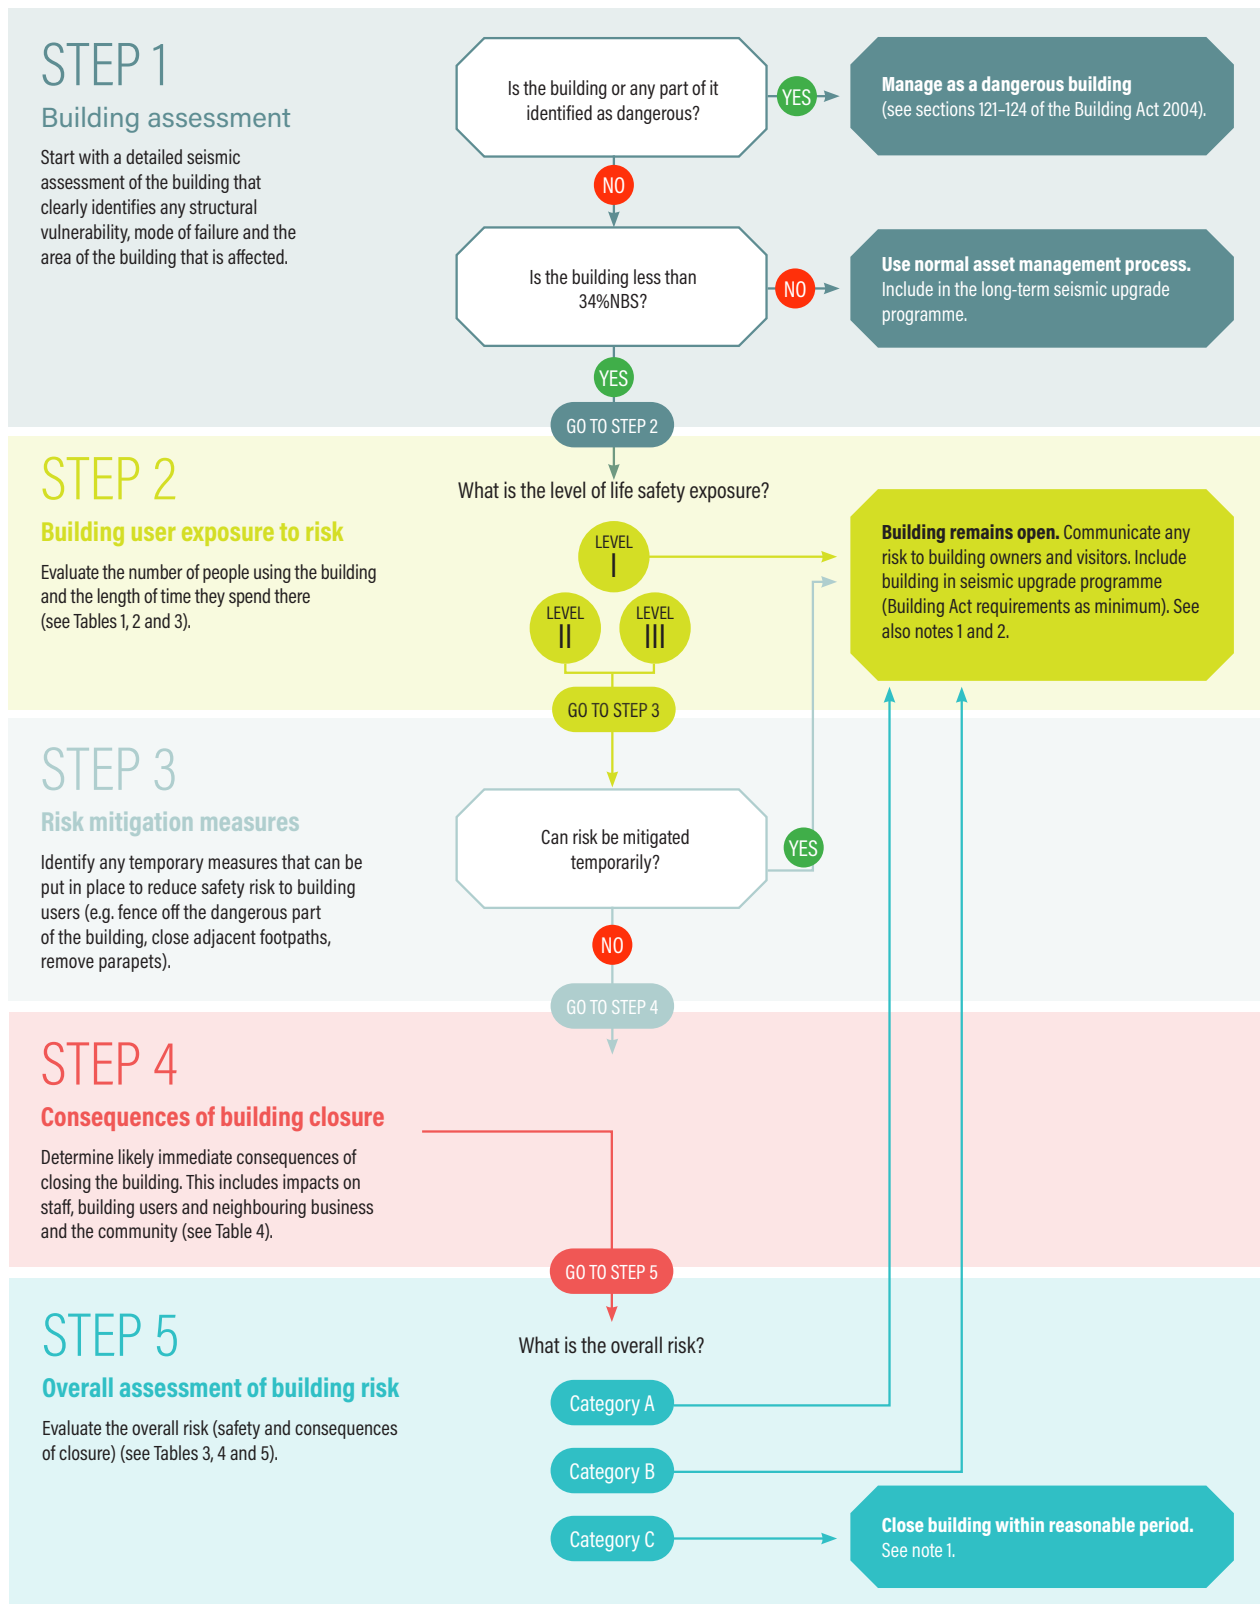 STEP 1
Building assessment
Start with a detailed seismic
assessment of the building that
clearly identifies any structural
vulnerability, mode of failure and the
area of the building that is affected.
Is the building or any part of it
identified as dangerous?
YES
Manage as a dangerous building
(see sections 121–124 of the Building Act 2004).
NO
Is the building less than
34%NBS?
NO
Use normal asset management process.
Include in the long-term seismic upgrade
programme.
YES
GO TO STEP 2
STEP 2
Building user exposure to risk
Evaluate the number of people using the building
and the length of time they spend there
(see Tables 1, 2 and 3).
What is the level of life safety exposure?
LEVEL
I
LEVEL
II
LEVEL
III
Building remains open. Communicate any
risk to building owners and visitors. Include
building in seismic upgrade programme
(Building Act requirements as minimum). See
also notes 1 and 2.
GO TO STEP 3
STEP 3
Risk mitigation measures
Identify any temporary measures that can be
put in place to reduce safety risk to building
users (e.g. fence off the dangerous part
of the building, close adjacent footpaths,
remove parapets).
Can risk be mitigated
temporarily?
YES
NO
GO TO STEP 4
STEP 4
Consequences of building closure
Determine likely immediate consequences of
closing the building. This includes impacts on
staff, building users and neighbouring business
and the community (see Table 4).
GO TO STEP 5
STEP 5
Overall assessment of building risk
Evaluate the overall risk (safety and consequences
of closure) (see Tables 3, 4 and 5).
What is the overall risk?
Category A
Category B
Category C
Close building within reasonable period.
See note 1.